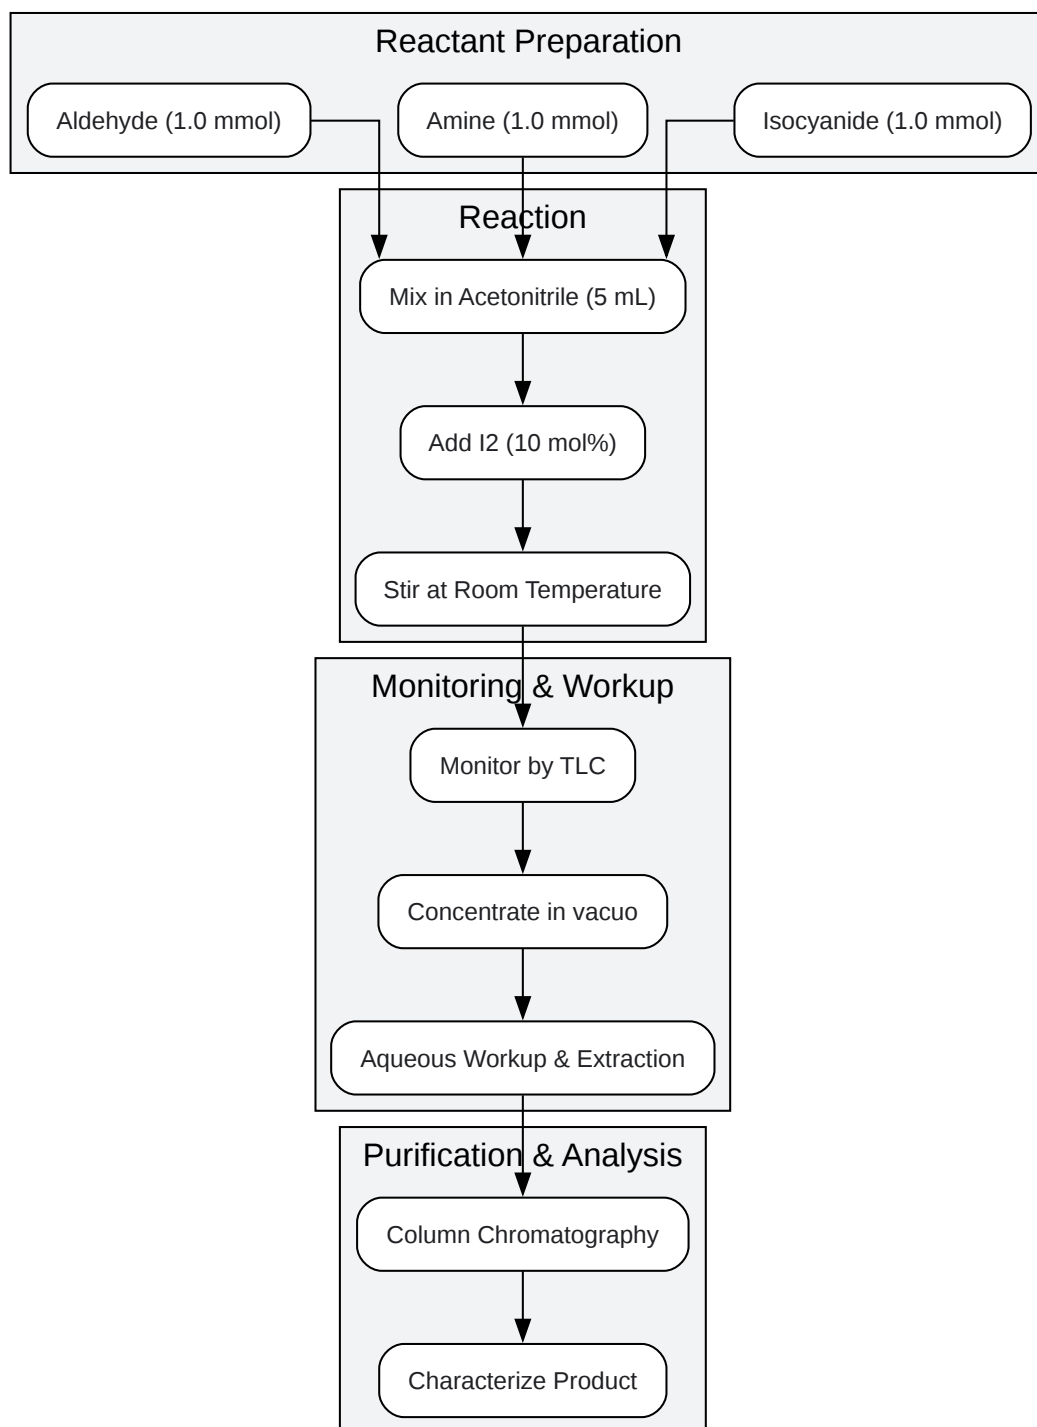 Reactant Preparation
Aldehyde (1.0 mmol)
Amine (1.0 mmol)
Isocyanide (1.0 mmol)
Reaction
Mix in Acetonitrile (5 mL)
Add I2 (10 mol%)
Stir at Room Temperature
Monitoring & Workup
Monitor by TLC
Concentrate in vacuo
Aqueous Workup & Extraction
Purification & Analysis
Column Chromatography
Characterize Product